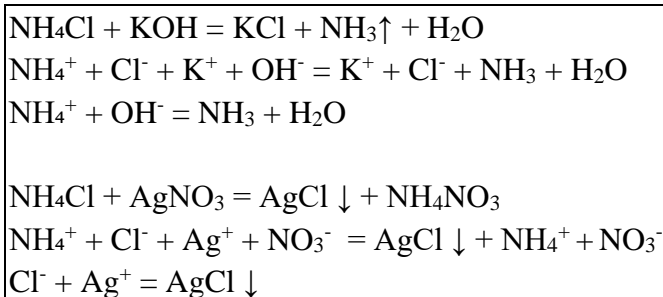 NH₄Cl + KOH = KCl + NH₃↑ + H₂O
NH₄⁺ + Cl⁻ + K⁺ + OH⁻ = K⁺ + Cl⁻ + NH₃ + H₂O
NH₄⁺ + OH⁻ = NH₃ + H₂O
NH₄Cl + AgNO₃ = AgCl ↓ + NH₄NO₃
NH₄⁺ + Cl⁻ + Ag⁺ + NO₃⁻ = AgCl ↓ + NH₄⁺ + NO₃⁻
Cl⁻ + Ag⁺ = AgCl ↓